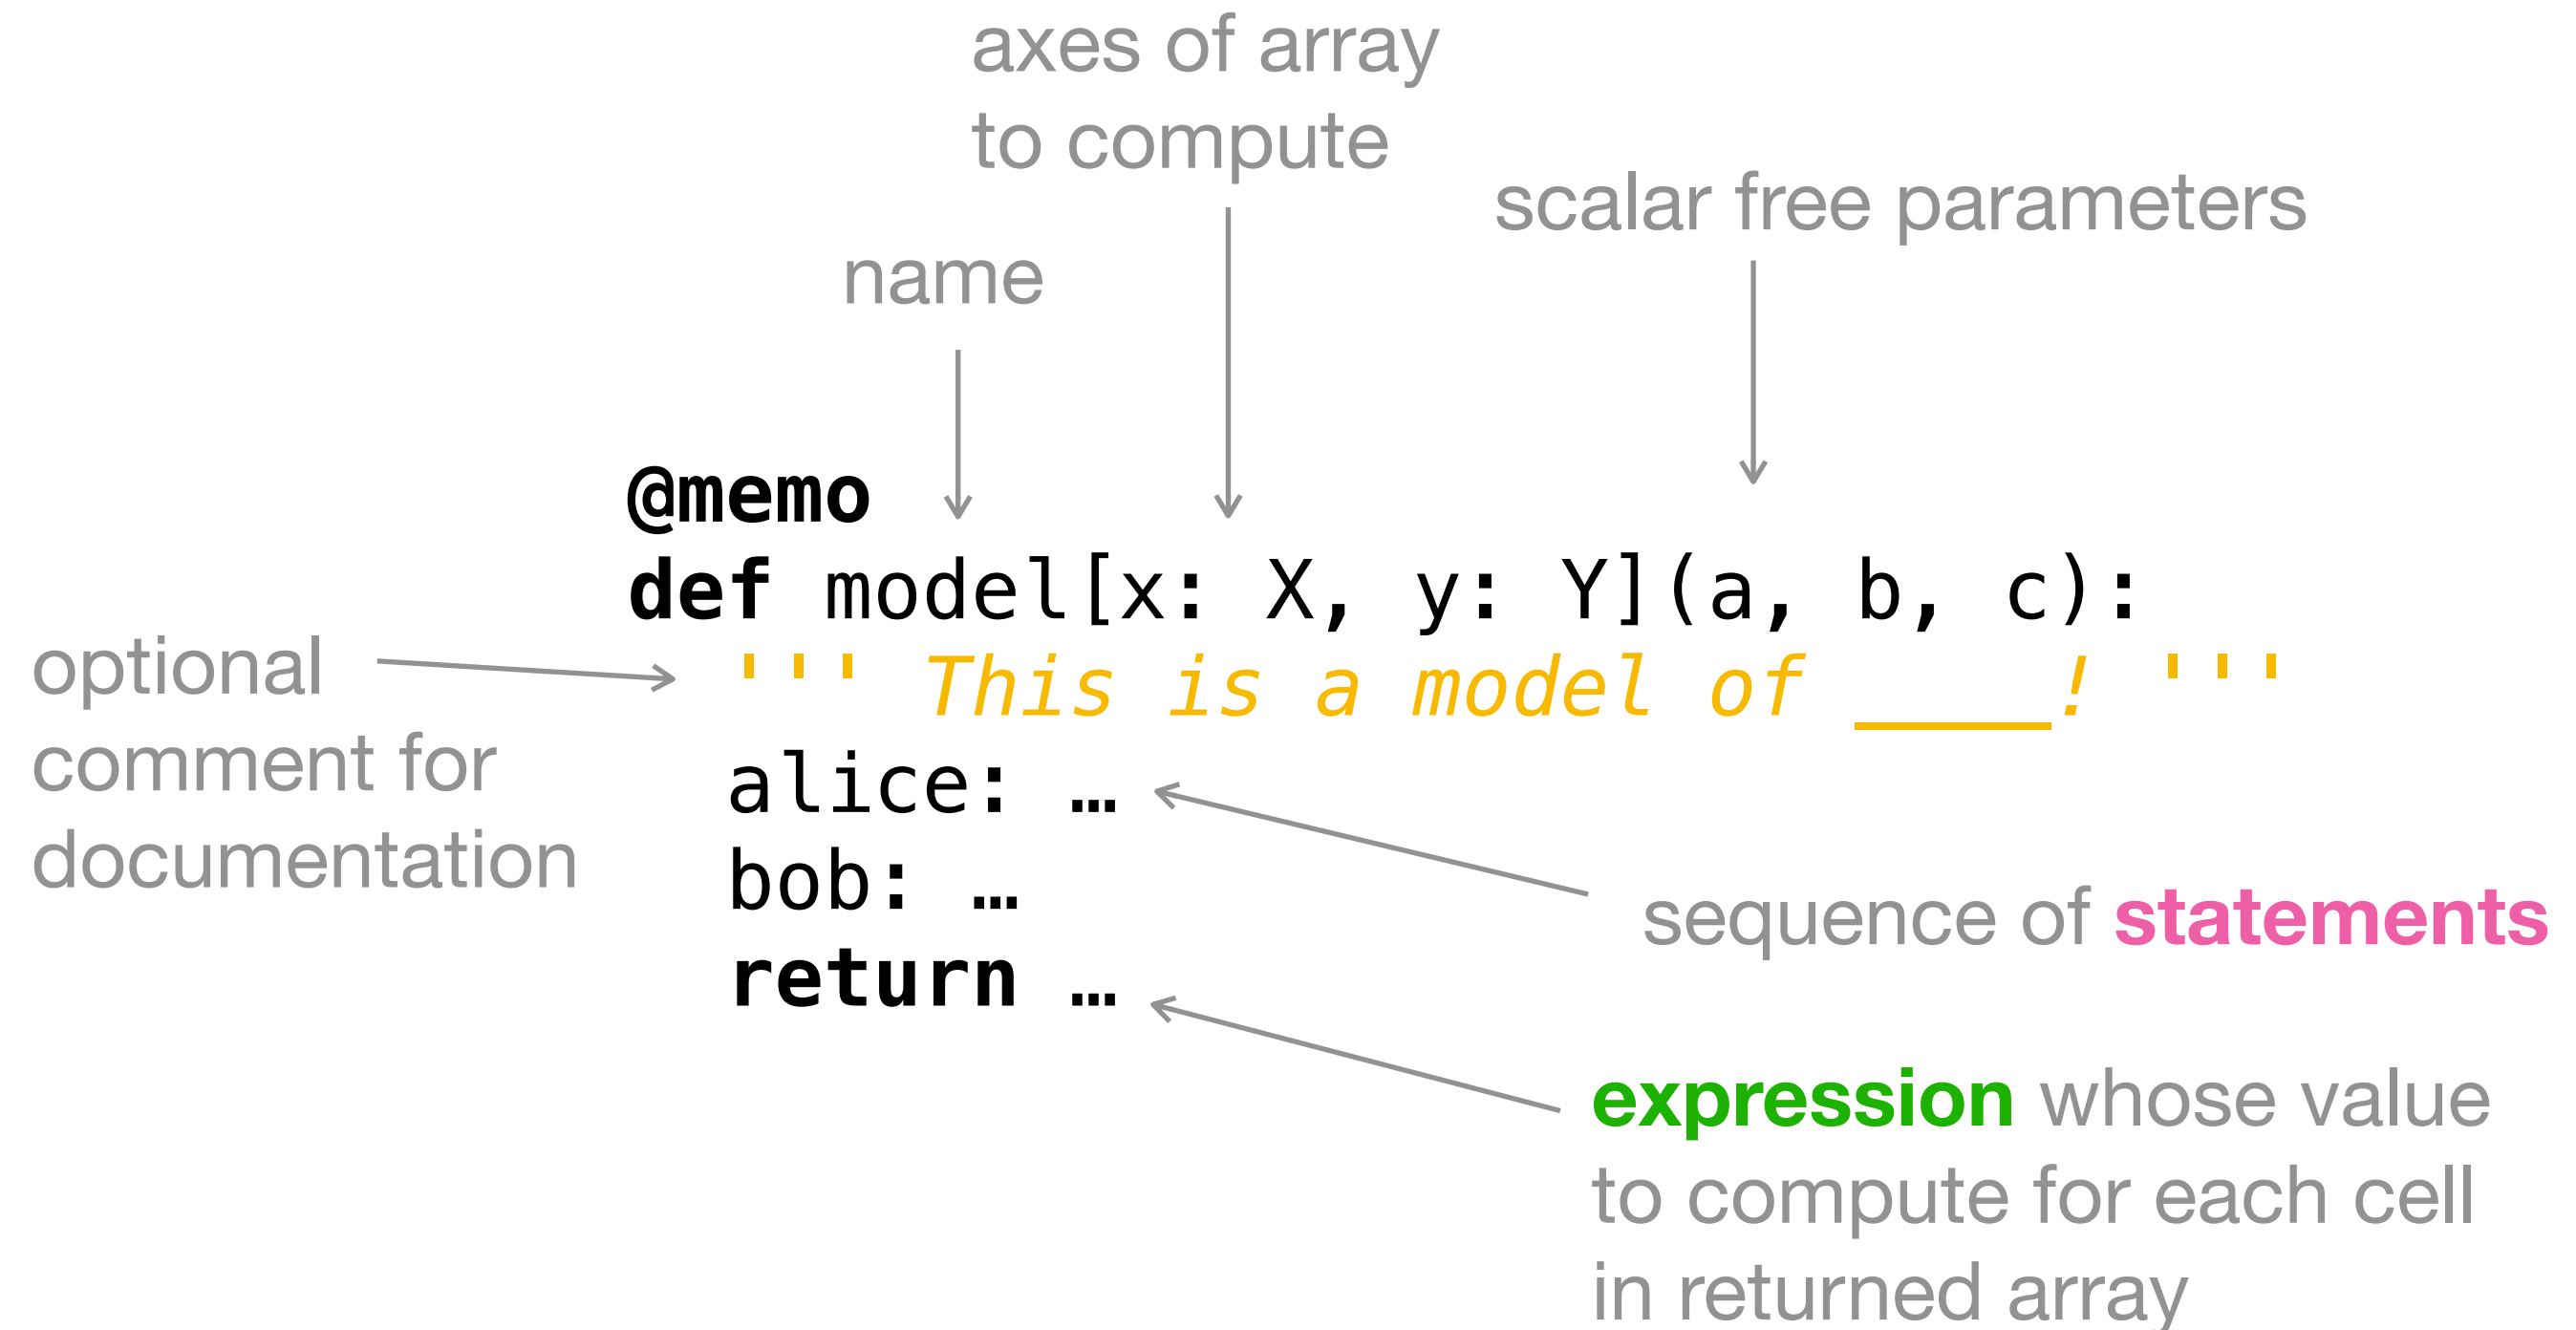 axes of array
to compute
scalar free parameters
name
@memo
def model[x: X, y: Y](a, b, c):
''' This is a model of ____! '''
optional
comment for
documentation
alice: …
bob: …
return …
sequence of statements
expression whose value
to compute for each cell
in returned array